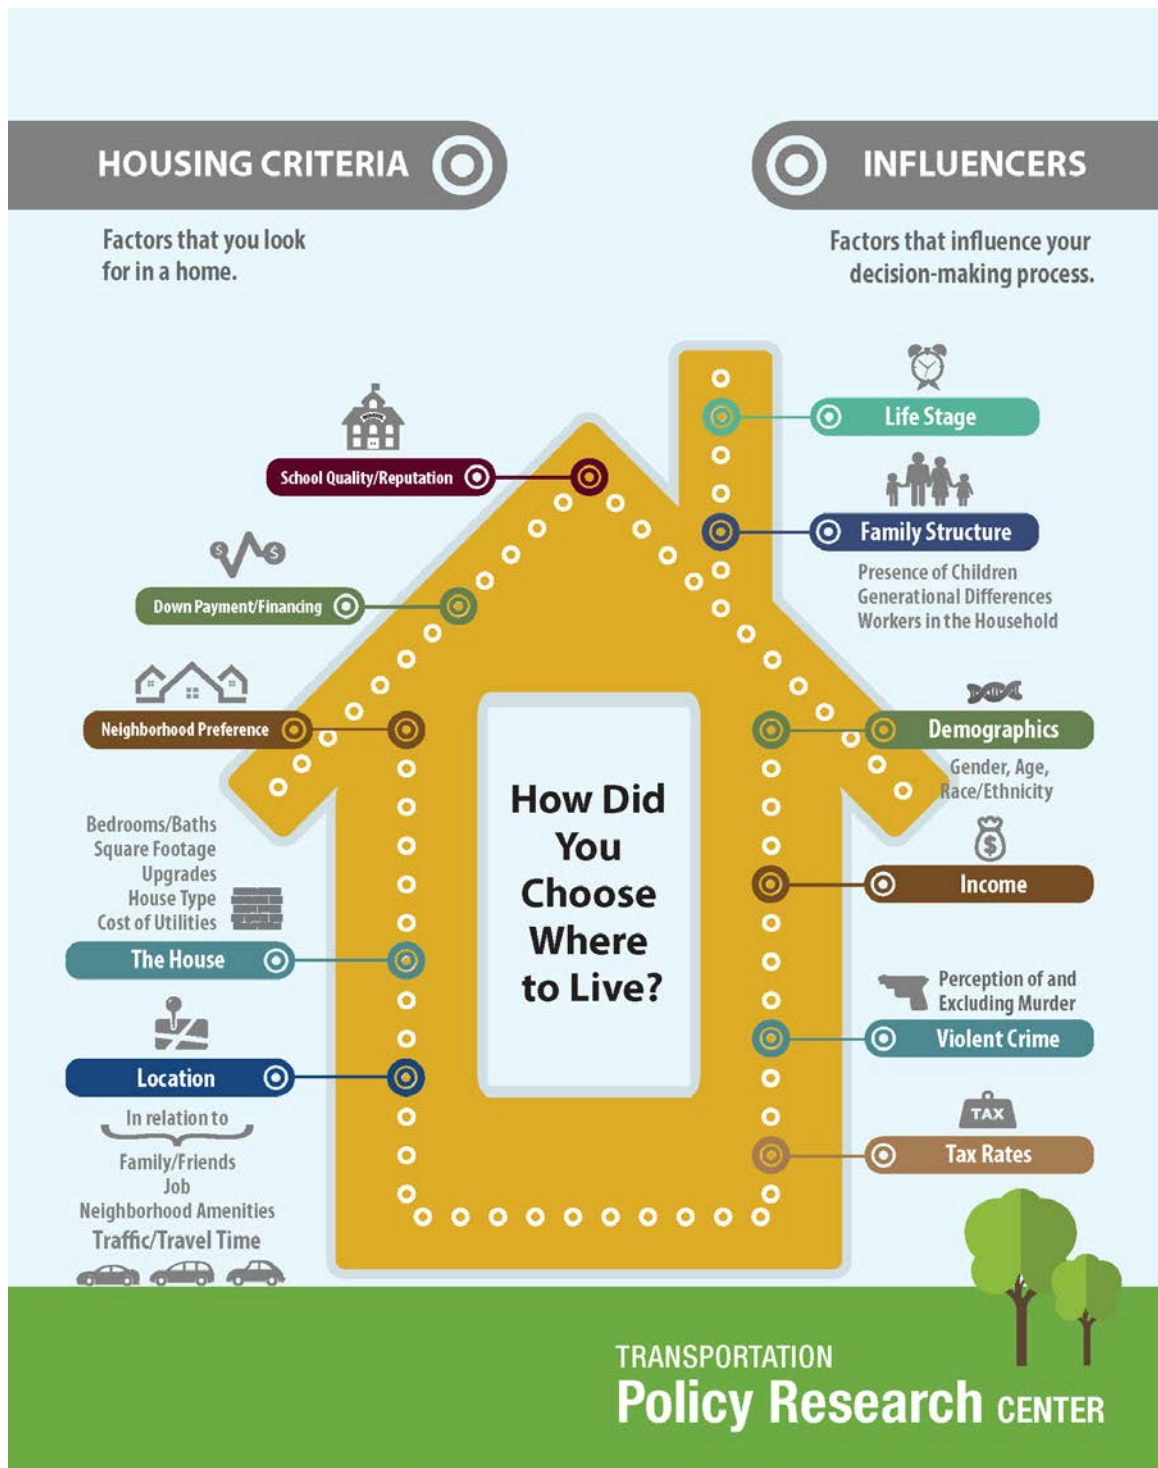 HOUSING CRITERIA
Factors that you look
for in a home.
INFLUENCERS
Factors that influence your
decision-making process.
School Quality/Reputation
$ $
Down Payment/Financing
Neighborhood Preference
Bedrooms/Baths
Square Footage
Upgrades
House Type
Cost of Utilities
The House
Location
In relation to
Family/Friends
Job
Neighborhood Amenities
Traffic/Travel Time
How Did
You
Choose
Where
to Live?
Life Stage
Family Structure
Presence of Children
Generational Differences
Workers in the Household
Demographics
Gender, Age,
Race/Ethnicity
$
Income
Perception of and
Excluding Murder
Violent Crime
TAX
Tax Rates
TRANSPORTATION
Policy Research CENTER